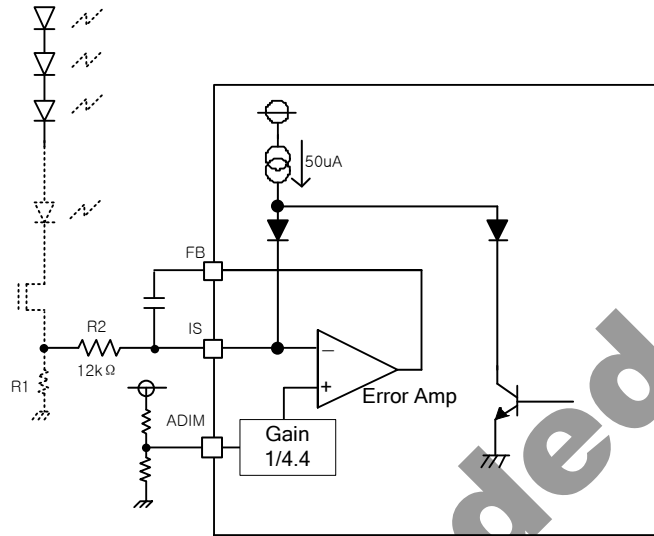 50uA
FB
R2
IS
12kΩ
R1
−
+
Error Amp
ADIM
Gain
1/4.4
ded